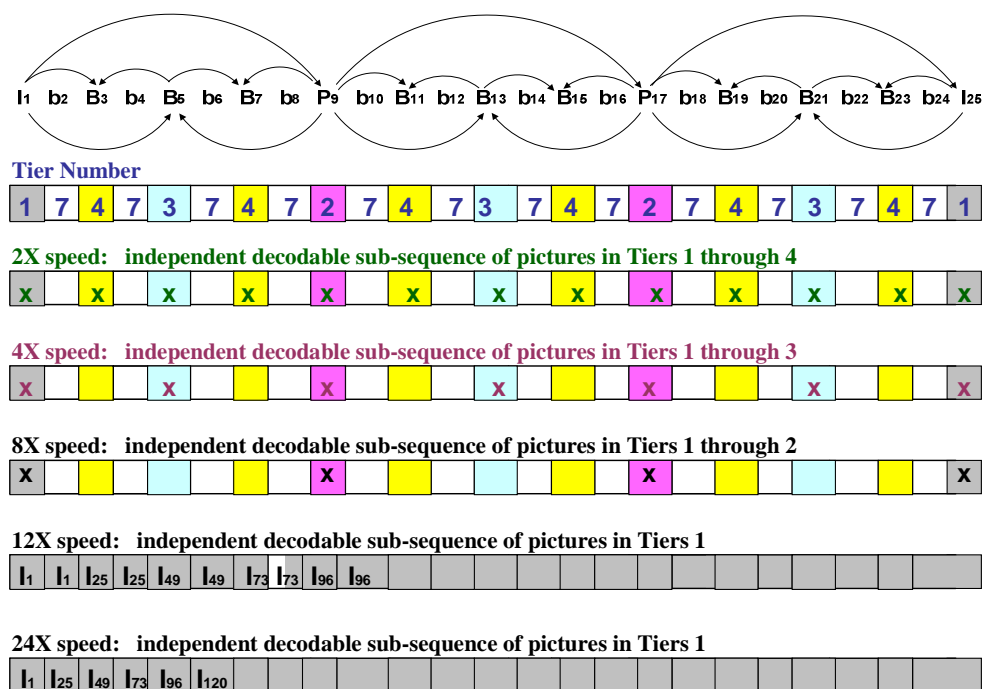 I1 b2 B3 b4 B5 b6 B7 b8 P9 b10 B11 b12 B13 b14 B15 b16 P17 b18 B19 b20 B21 b22 B23 b24 I25
Tier Number
1 7 4 7 3 7 4 7 2 7 4 7 3 7 4 7 2 7 4 7 3 7 4 7 1
2X speed: independent decodable sub-sequence of pictures in Tiers 1 through 4
x x x x x x x x x x x x x
4X speed: independent decodable sub-sequence of pictures in Tiers 1 through 3
x x x x x x x
8X speed: independent decodable sub-sequence of pictures in Tiers 1 through 2
x x x x
12X speed: independent decodable sub-sequence of pictures in Tiers 1
I1 I1 I25 I25 I49 I49 I73 I73 I96 I96
24X speed: independent decodable sub-sequence of pictures in Tiers 1
I1 I25 I49 I73 I96 I120